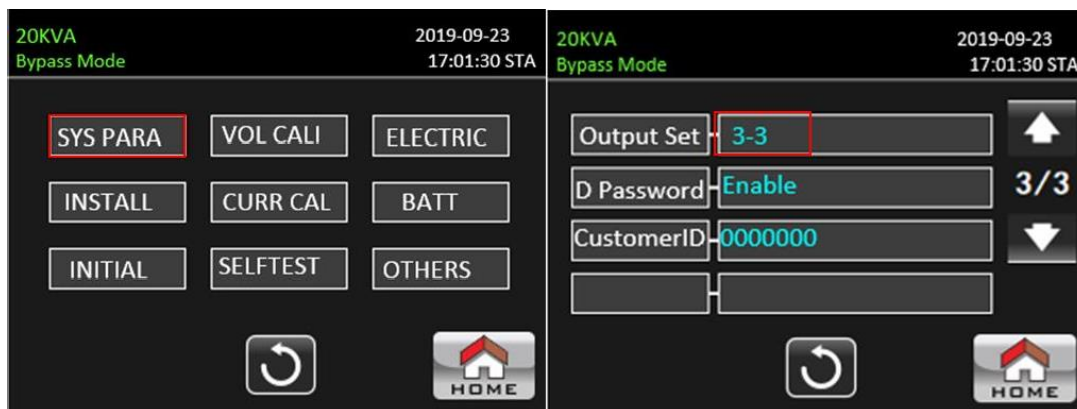 20KVA
2019-09-23
Bypass Mode
17:01:30 STA
SYS PARA
VOL CALI
ELECTRIC
INSTALL
CURR CAL
BATT
INITIAL
SELFTEST
OTHERS
HOME
20KVA
2019-09-23
Bypass Mode
17:01:30 STA
Output Set
3-3
D Password
Enable
3/3
CustomerID
0000000
HOME